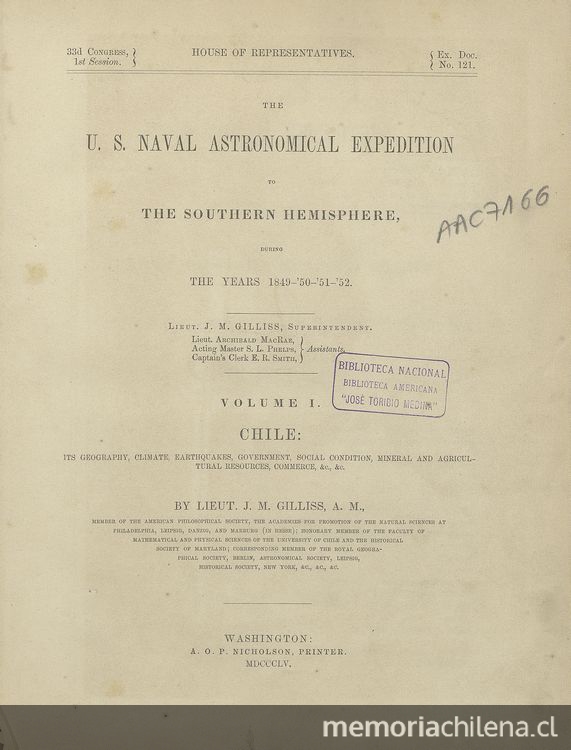 33d Congress, } HOUSE OF REPRESENTATIVES. { Ex. Doc.
1st Session. } { No. 121.
THE
U. S. NAVAL ASTRONOMICAL EXPEDITION
TO
THE SOUTHERN HEMISPHERE,
DURING
THE YEARS 1849-'50-'51-'52.
AAC7166
Lieut. J. M. GILLISS, Superintendent.
Lieut. Archibald MacRae,
Acting Master S. L. Phelps, } Assistants.
Captain's Clerk E. R. Smith,
BIBLIOTECA NACIONAL
BIBLIOTECA AMERICANA
"JOSÉ TORIBIO MEDINA"
VOLUME I.
CHILE:
ITS GEOGRAPHY, CLIMATE, EARTHQUAKES, GOVERNMENT, SOCIAL CONDITION, MINERAL AND AGRICUL-
TURAL RESOURCES, COMMERCE, &c., &c.
BY LIEUT. J. M. GILLISS, A. M.,
MEMBER OF THE AMERICAN PHILOSOPHICAL SOCIETY, THE ACADEMIES FOR PROMOTION OF THE NATURAL SCIENCES AT
PHILADELPHIA, LEIPSIG, DANZIG, AND MARBURG (IN HESSE); HONORARY MEMBER OF THE FACULTY OF
MATHEMATICAL AND PHYSICAL SCIENCES OF THE UNIVERSITY OF CHILE AND THE HISTORICAL
SOCIETY OF MARYLAND; CORRESPONDING MEMBER OF THE ROYAL GEOGRA-
PHICAL SOCIETY, BERLIN, ASTRONOMICAL SOCIETY, LEIPSIG,
HISTORICAL SOCIETY, NEW YORK, &C., &C., &C.
WASHINGTON:
A. O. P. NICHOLSON, PRINTER.
MDCCCLV.
memoriachilena.cl